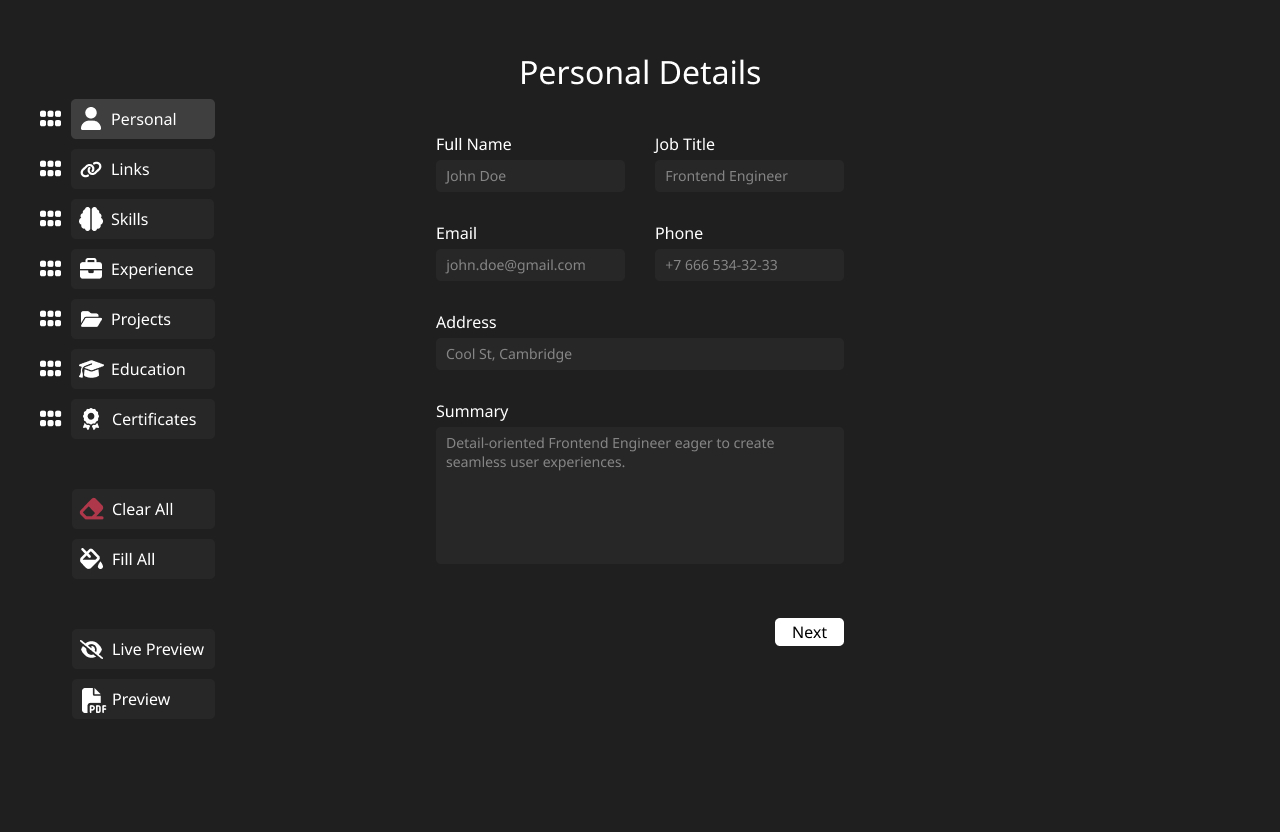 Personal Details
Personal
Links
Skills
Experience
Projects
Education
Certificates
Clear All
Fill All
Live Preview
PDF
Preview
Full Name
Job Title
John Doe
Frontend Engineer
Email
Phone
john.doe@gmail.com
+7 666 534-32-33
Address
Cool St, Cambridge
Summary
Detail-oriented Frontend Engineer eager to create
seamless user experiences.
Next